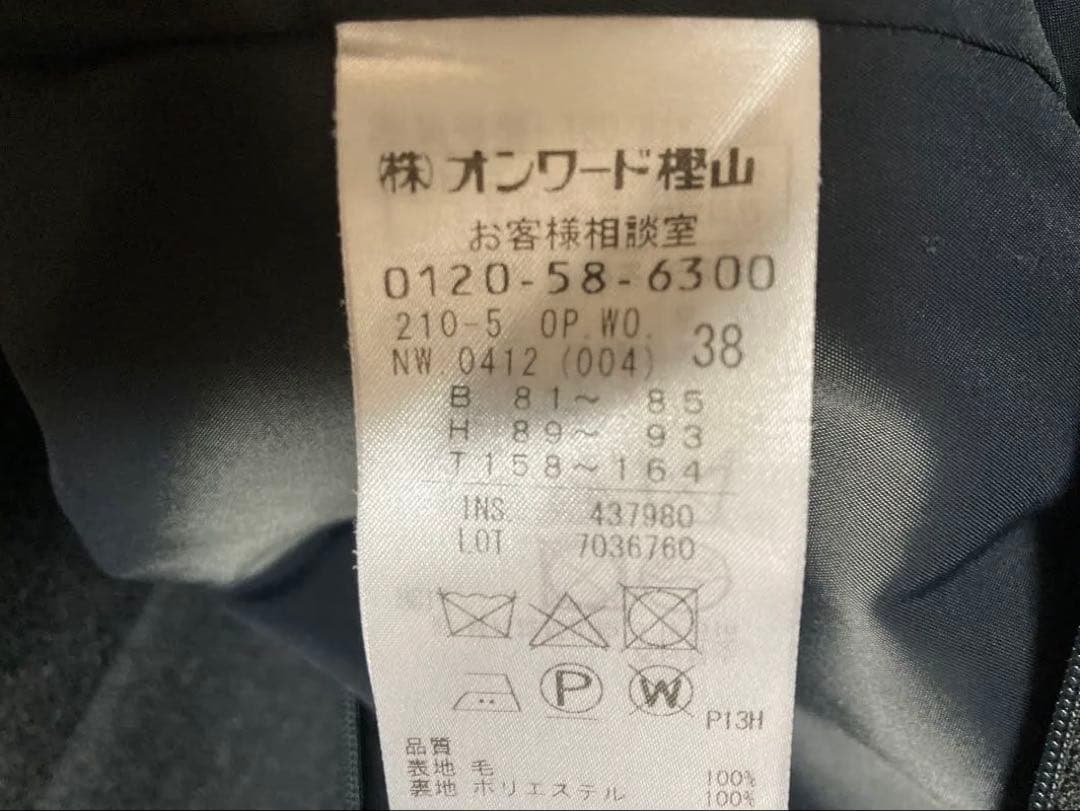 ㈱オンワード樫山
お客様相談室
0120-58-6300
210-5 OP.WO.
NW.0412 (004) 38
B 81〜 85
H 89〜 93
T158〜164
INS. 437980
LOT 7036760
P
W
P13H
品質
表地 毛 100%
裏地 ポリエステル 100%